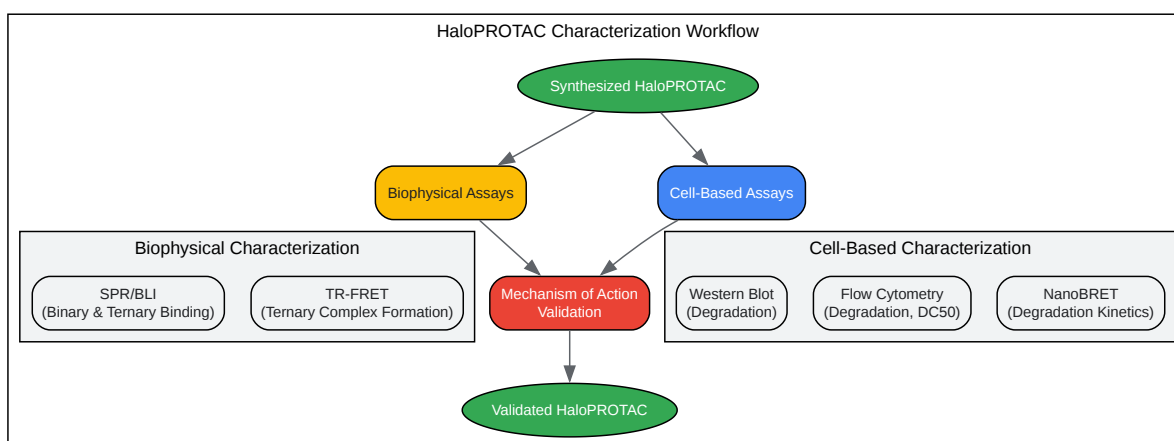 HaloPROTAC Characterization Workflow
Synthesized HaloPROTAC
Biophysical Assays
Cell-Based Assays
Biophysical Characterization
SPR/BLI
(Binary & Ternary Binding)
TR-FRET
(Ternary Complex Formation)
Mechanism of Action
Validation
Cell-Based Characterization
Western Blot
(Degradation)
Flow Cytometry
(Degradation, DC50)
NanoBRET
(Degradation Kinetics)
Validated HaloPROTAC